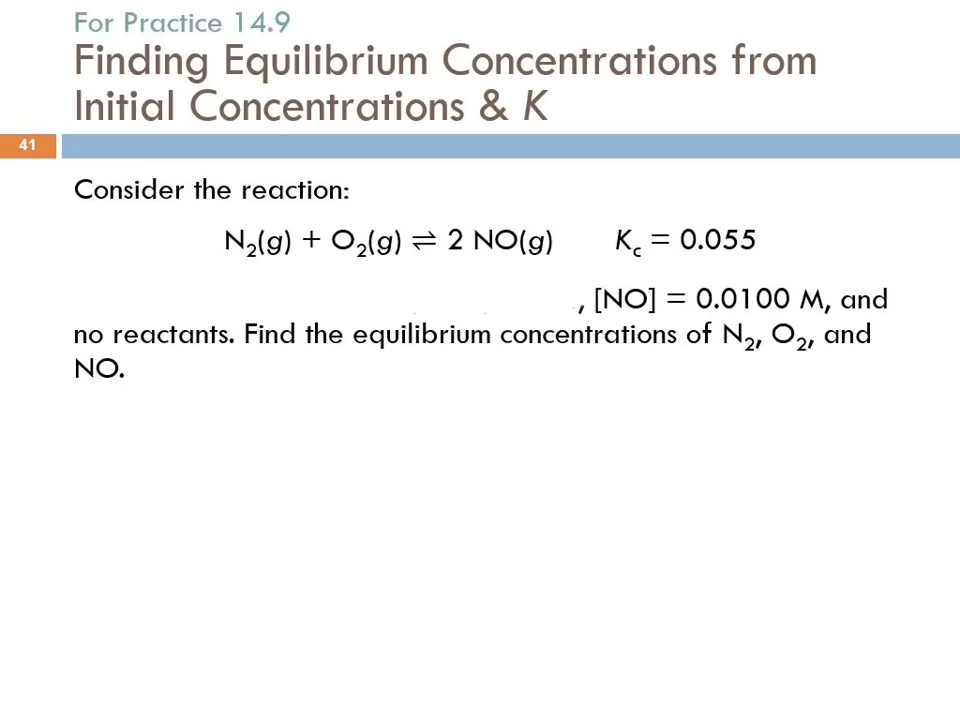 For Practice 14.9
Finding Equilibrium Concentrations from
Initial Concentrations & K
41
Consider the reaction:
N₂(g) + O₂(g) ⇌ 2 NO(g) K꜀ = 0.055
, [NO] = 0.0100 M, and
no reactants. Find the equilibrium concentrations of N₂, O₂, and
NO.